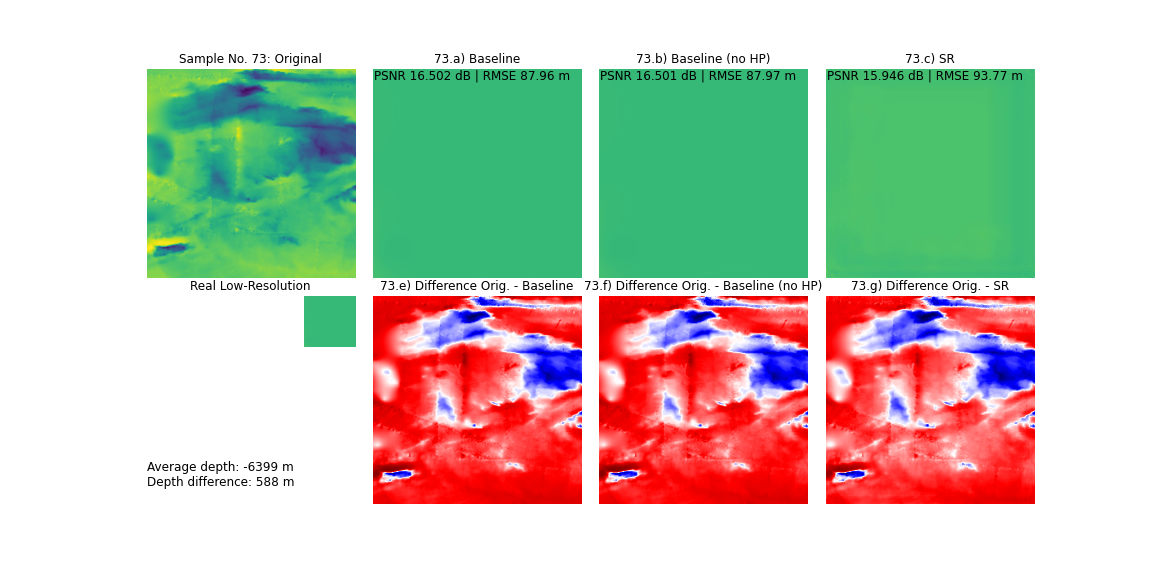 Sample No. 73: Original
73.a) Baseline
73.b) Baseline (no HP)
73.c) SR
PSNR 16.502 dB | RMSE 87.96 m
PSNR 16.501 dB | RMSE 87.97 m
PSNR 15.946 dB | RMSE 93.77 m
Real Low-Resolution
73.e) Difference Orig. - Baseline
73.f) Difference Orig. - Baseline (no HP)
73.g) Difference Orig. - SR
Average depth: -6399 m
Depth difference: 588 m